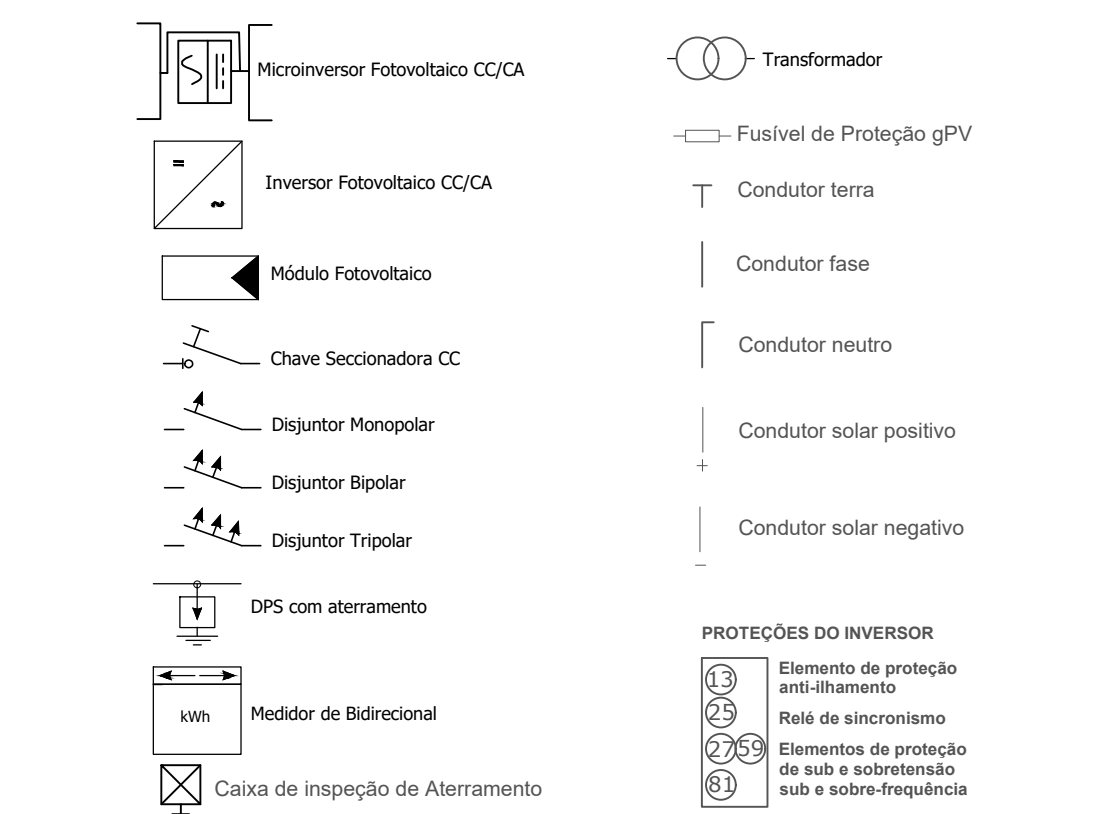 Microinversor Fotovoltaico CC/CA
Inversor Fotovoltaico CC/CA
Módulo Fotovoltaico
Chave Seccionadora CC
Disjuntor Monopolar
Disjuntor Bipolar
Disjuntor Tripolar
DPS com aterramento
kWh
Medidor de Bidirecional
Caixa de inspeção de Aterramento
Transformador
Fusível de Proteção gPV
Condutor terra
Condutor fase
Condutor neutro
Condutor solar positivo
+
Condutor solar negativo
–
PROTEÇÕES DO INVERSOR
13
Elemento de proteção
anti-ilhamento
25
Relé de sincronismo
27 59
Elementos de proteção
de sub e sobretensão
81
sub e sobre-frequência